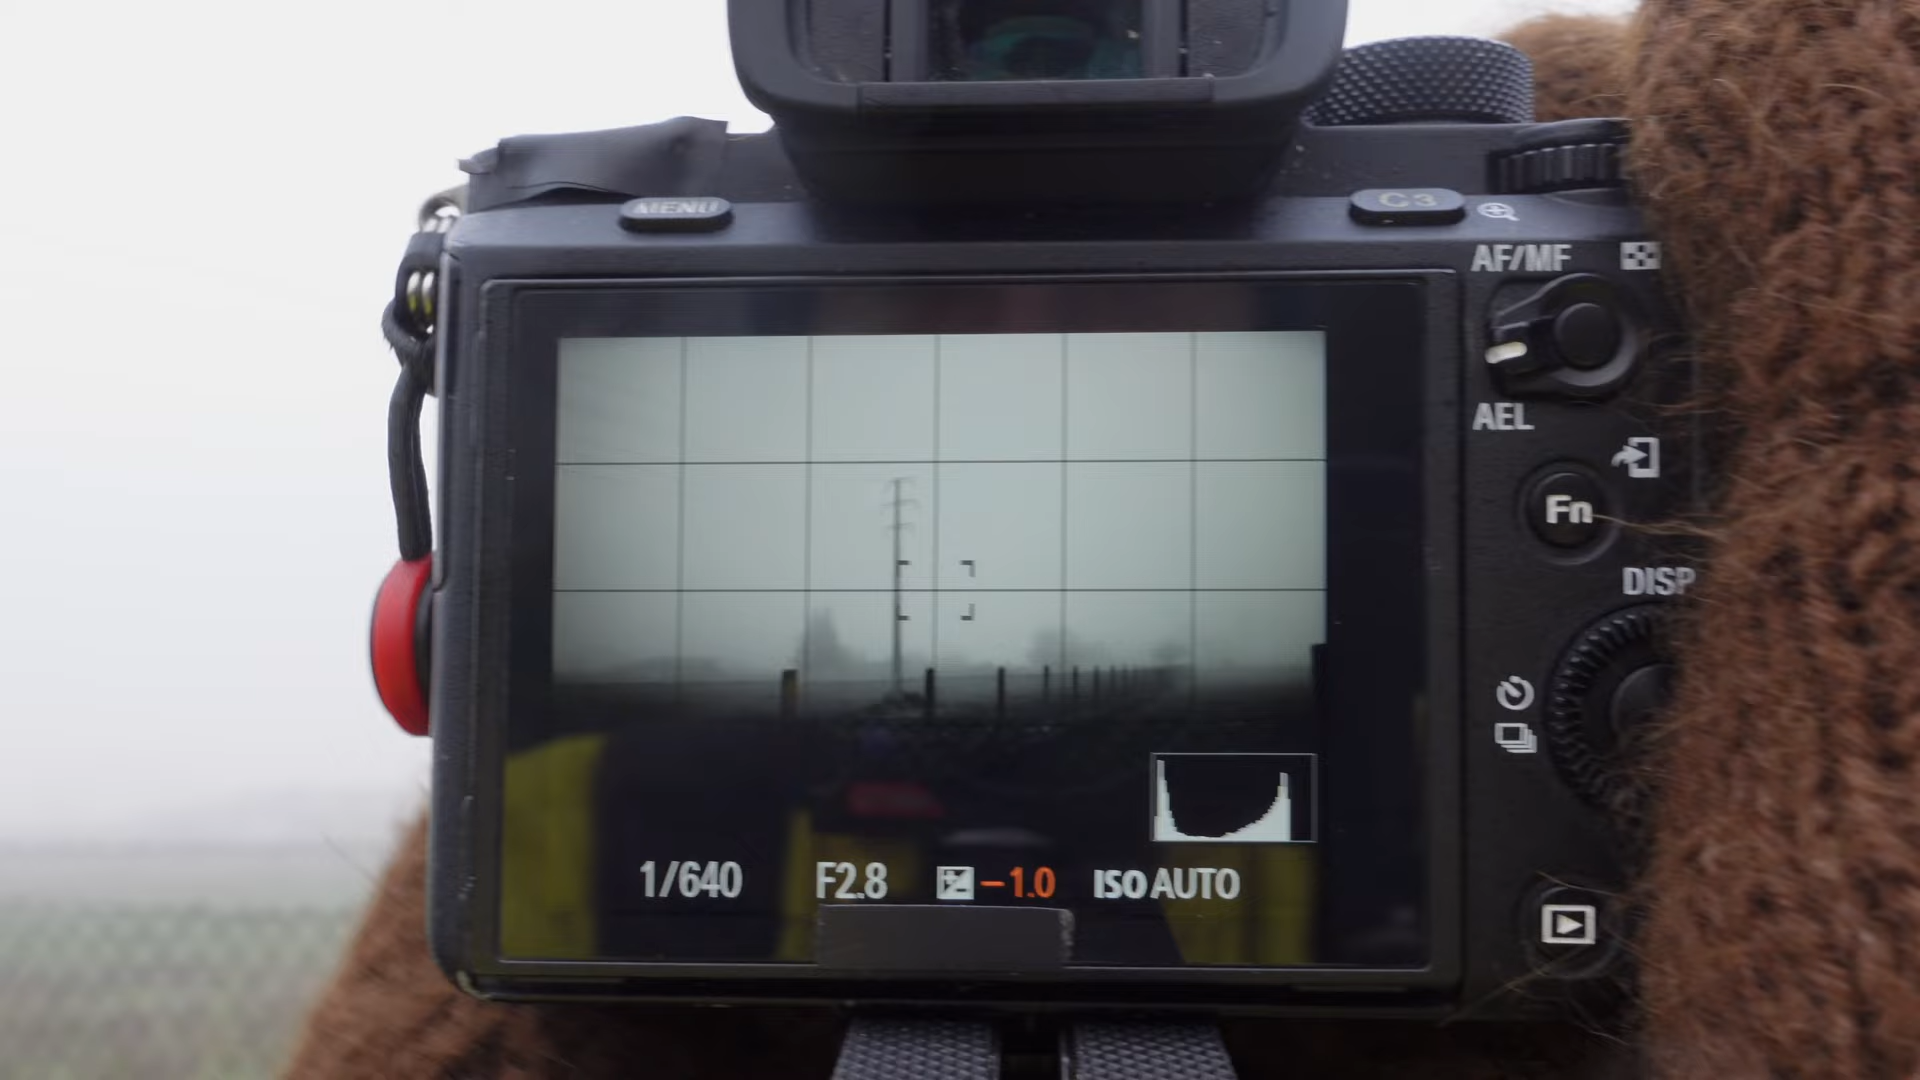 MENU
C3
AF/MF
AEL
Fn
DISP
1/640 F2.8 −1.0 ISO AUTO